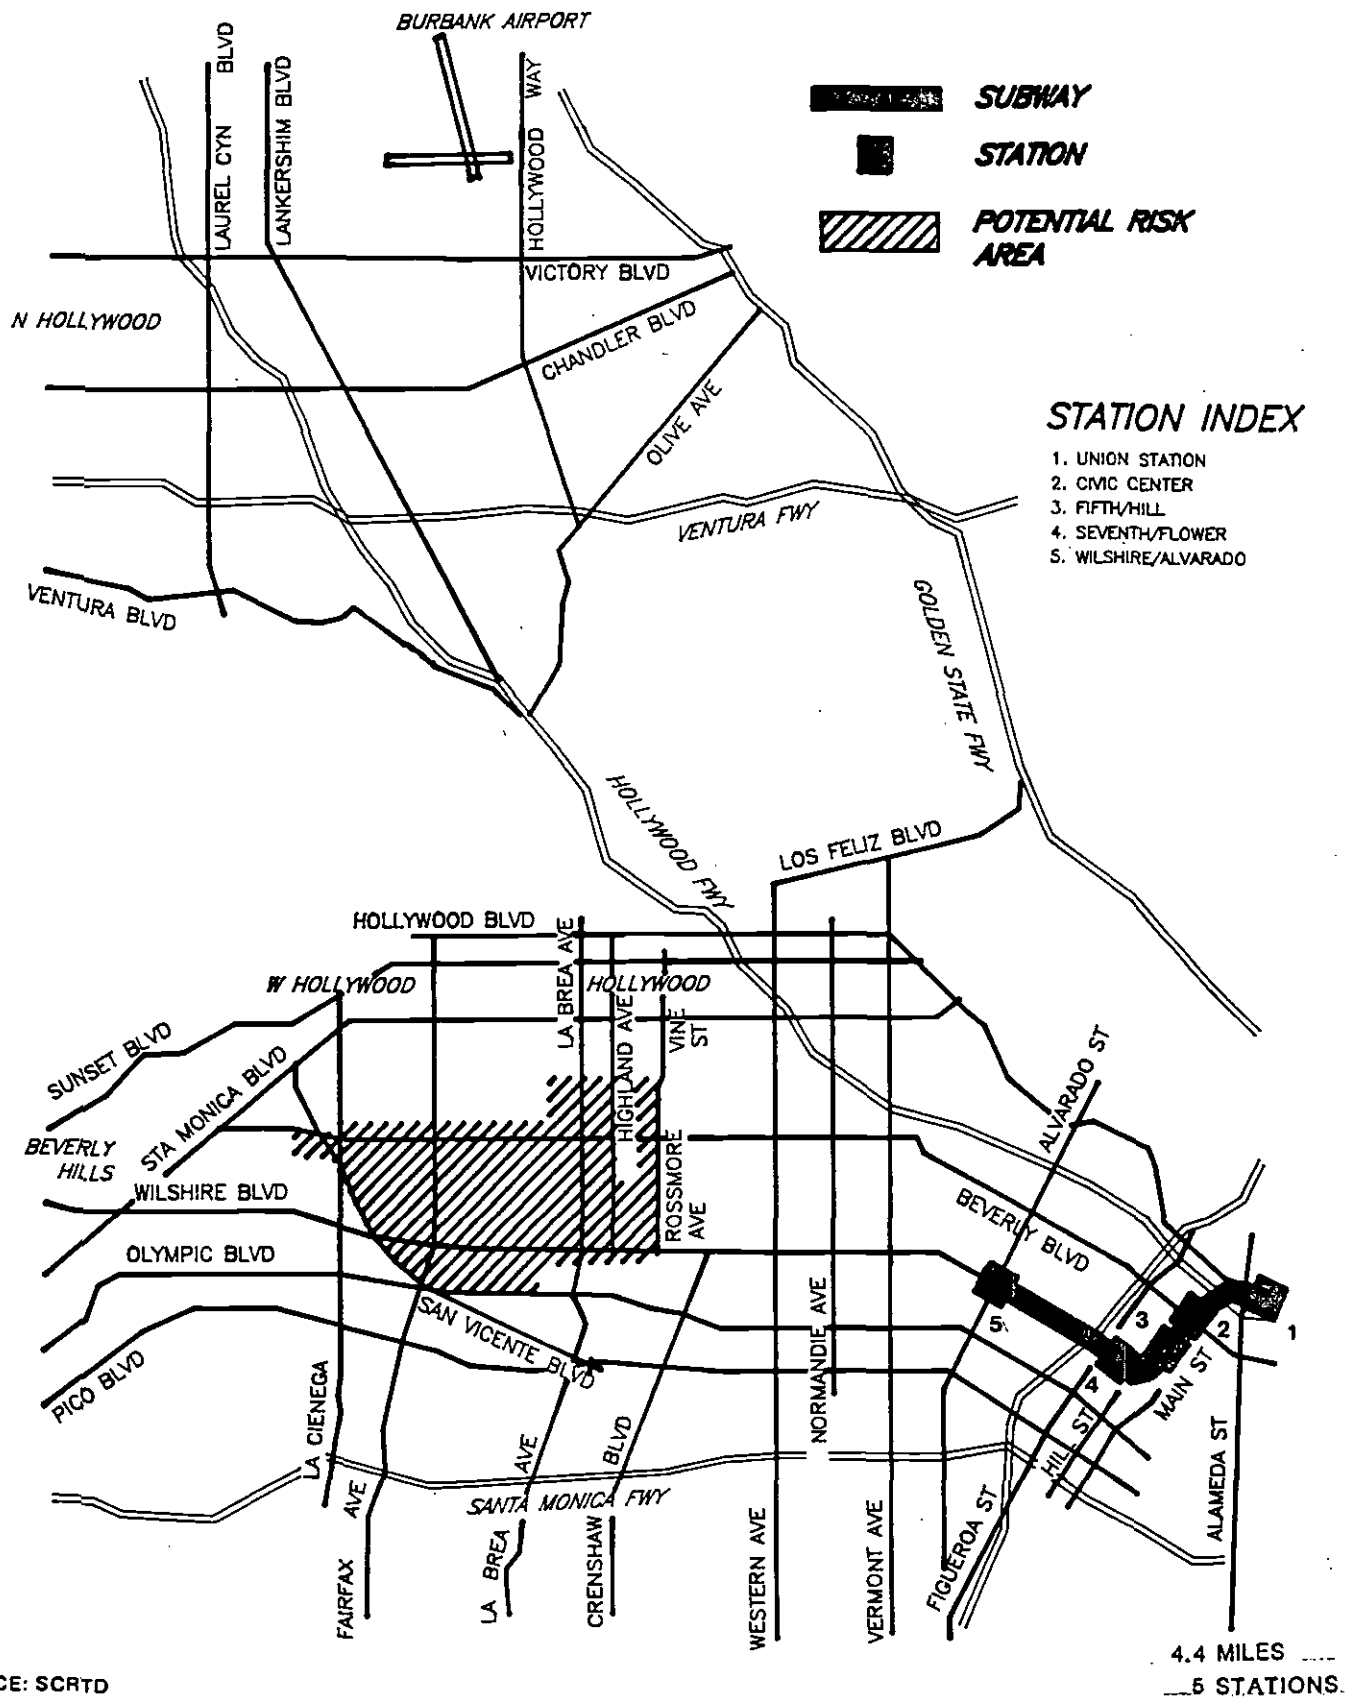 BURBANK AIRPORT
LAUREL CYN BLVD
LANKERSHIM BLVD
HOLLYWOOD WAY
SUBWAY
STATION
POTENTIAL RISK
AREA
VICTORY BLVD
N HOLLYWOOD
CHANDLER BLVD
OLIVE AVE
STATION INDEX
1. UNION STATION
2. CIVIC CENTER
3. FIFTH/HILL
4. SEVENTH/FLOWER
5. WILSHIRE/ALVARADO
VENTURA FWY
VENTURA BLVD
GOLDEN STATE FWY
HOLLYWOOD FWY
LOS FELIZ BLVD
HOLLYWOOD BLVD
W HOLLYWOOD
LA BREA AVE
HOLLYWOOD
HIGHLAND AVE
VINE
ST
SUNSET BLVD
STA MONICA BLVD
ALVARADO ST
BEVERLY
HILLS
WILSHIRE BLVD
ROSSMORE
AVE
BEVERLY BLVD
OLYMPIC BLVD
SAN VICENTE BLVD
PICO BLVD
NORMANDIE AVE
5
3
2
1
4
MAIN ST
LA CIENEGA
HILL ST
ALAMEDA ST
SANTA MONICA FWY
FAIRFAX AVE
LA BREA AVE
CRENSHAW BLVD
WESTERN AVE
VERMONT AVE
FIGUEROA ST
4.4 MILES
5 STATIONS
CE: SCRTD